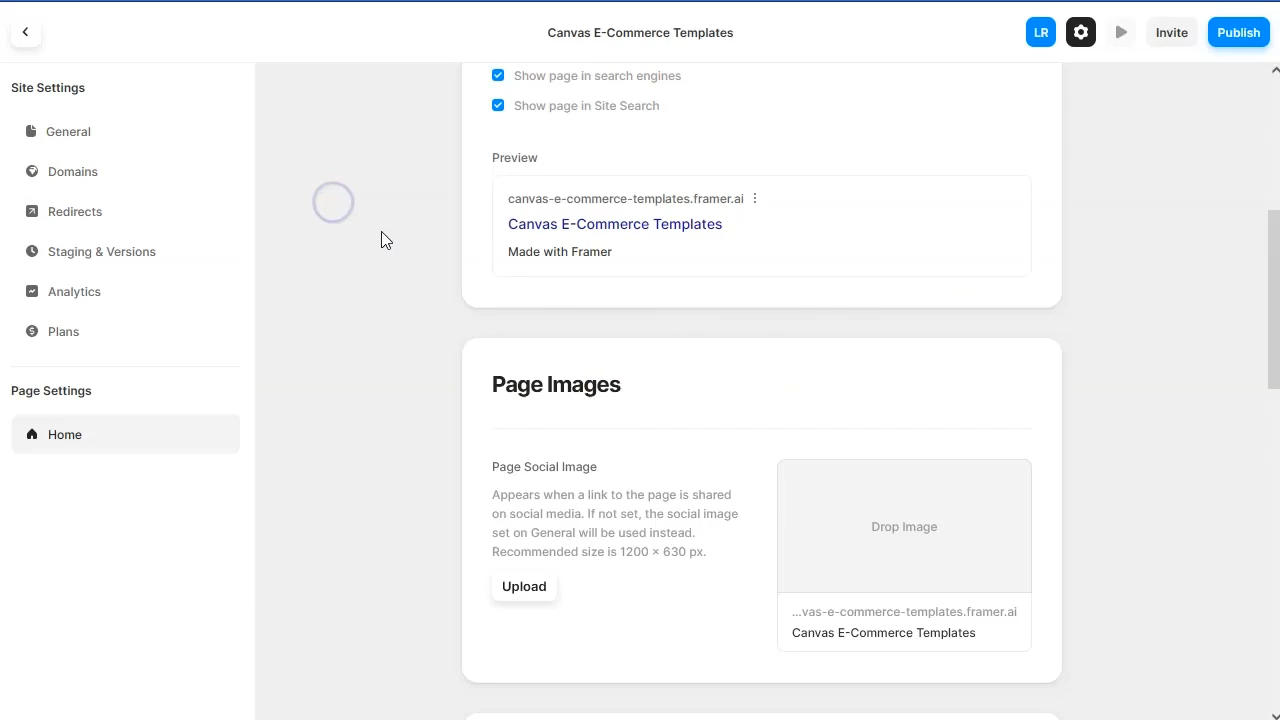 Canvas E-Commerce Templates
LR
Invite
Publish
Site Settings
General
Domains
Redirects
Staging & Versions
Analytics
Plans
Page Settings
Home
Show page in search engines
Show page in Site Search
Preview
canvas-e-commerce-templates.framer.ai
Canvas E-Commerce Templates
Made with Framer
Page Images
Page Social Image
Appears when a link to the page is shared
on social media. If not set, the social image
set on General will be used instead.
Recommended size is 1200 × 630 px.
Upload
Drop Image
...vas-e-commerce-templates.framer.ai
Canvas E-Commerce Templates